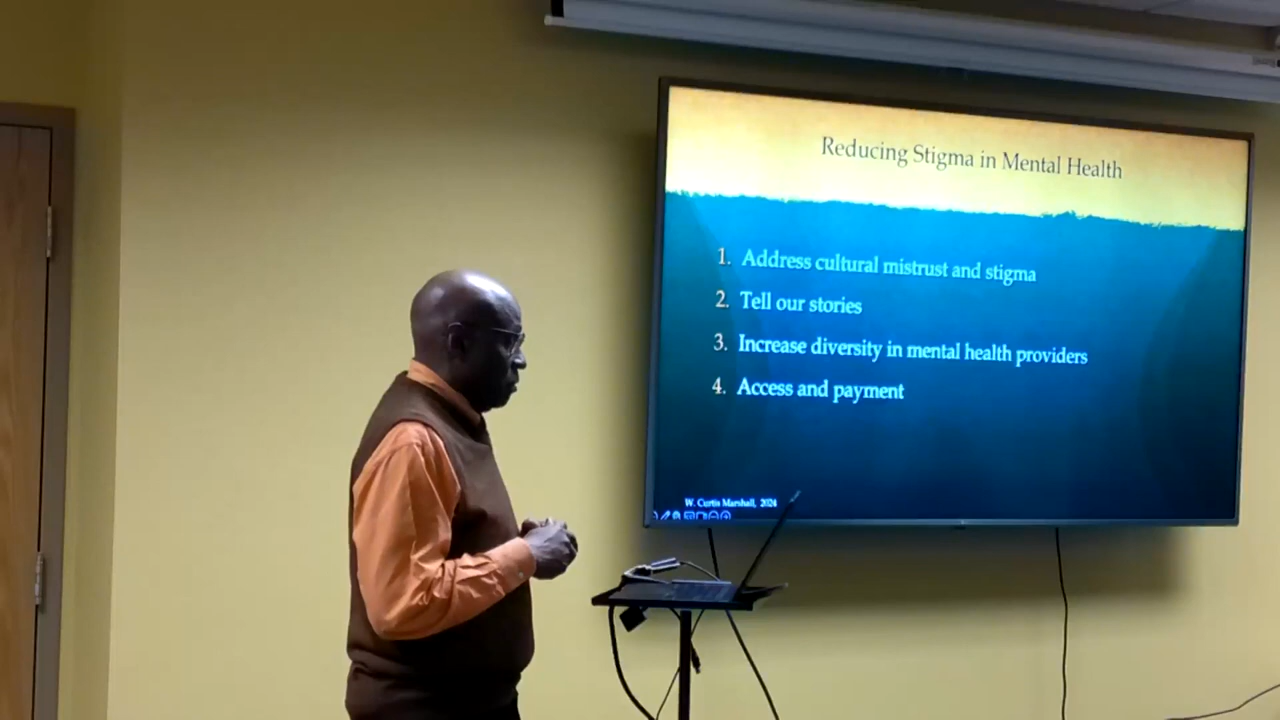 Reducing Stigma in Mental Health
1. Address cultural mistrust and stigma
2. Tell our stories
3. Increase diversity in mental health providers
4. Access and payment
W. Curtis Marshall, 2024